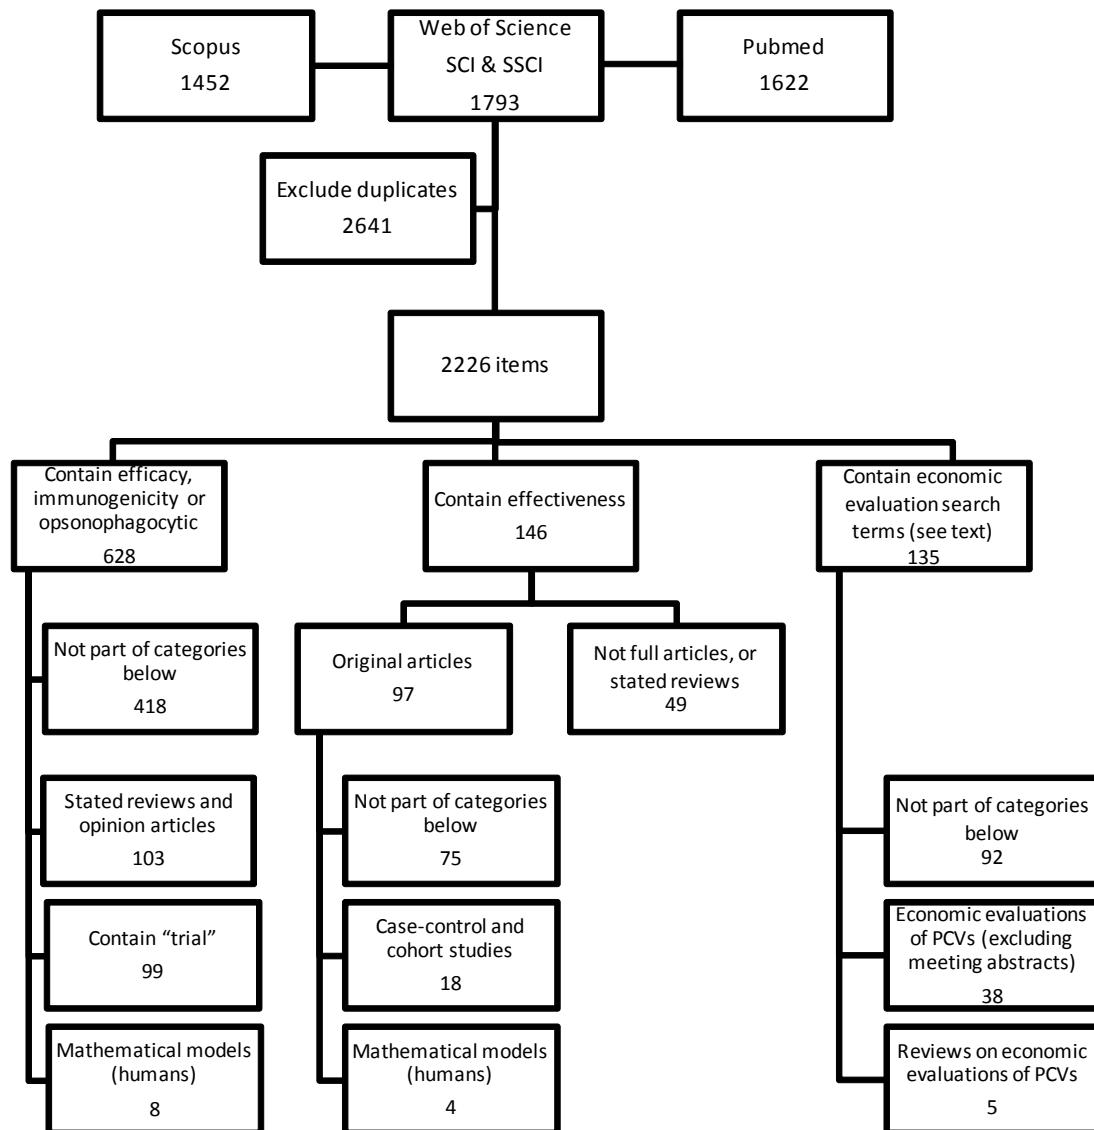 Scopus
1452
Web of Science
SCI & SSCI
1793
Pubmed
1622
Exclude duplicates
2641
2226 items
Contain efficacy,
immunogenicity or
opsonophagocytic
628
Contain effectiveness
146
Contain economic
evaluation search
terms (see text)
135
Not part of categories
below
418
Original articles
97
Not full articles, or
stated reviews
49
Stated reviews and
opinion articles
103
Not part of categories
below
75
Not part of categories
below
92
Contain “trial”
99
Case-control and
cohort studies
18
Economic evaluations
of PCVs (excluding
meeting abstracts)
38
Mathematical models
(humans)
8
Mathematical models
(humans)
4
Reviews on economic
evaluations of PCVs
5